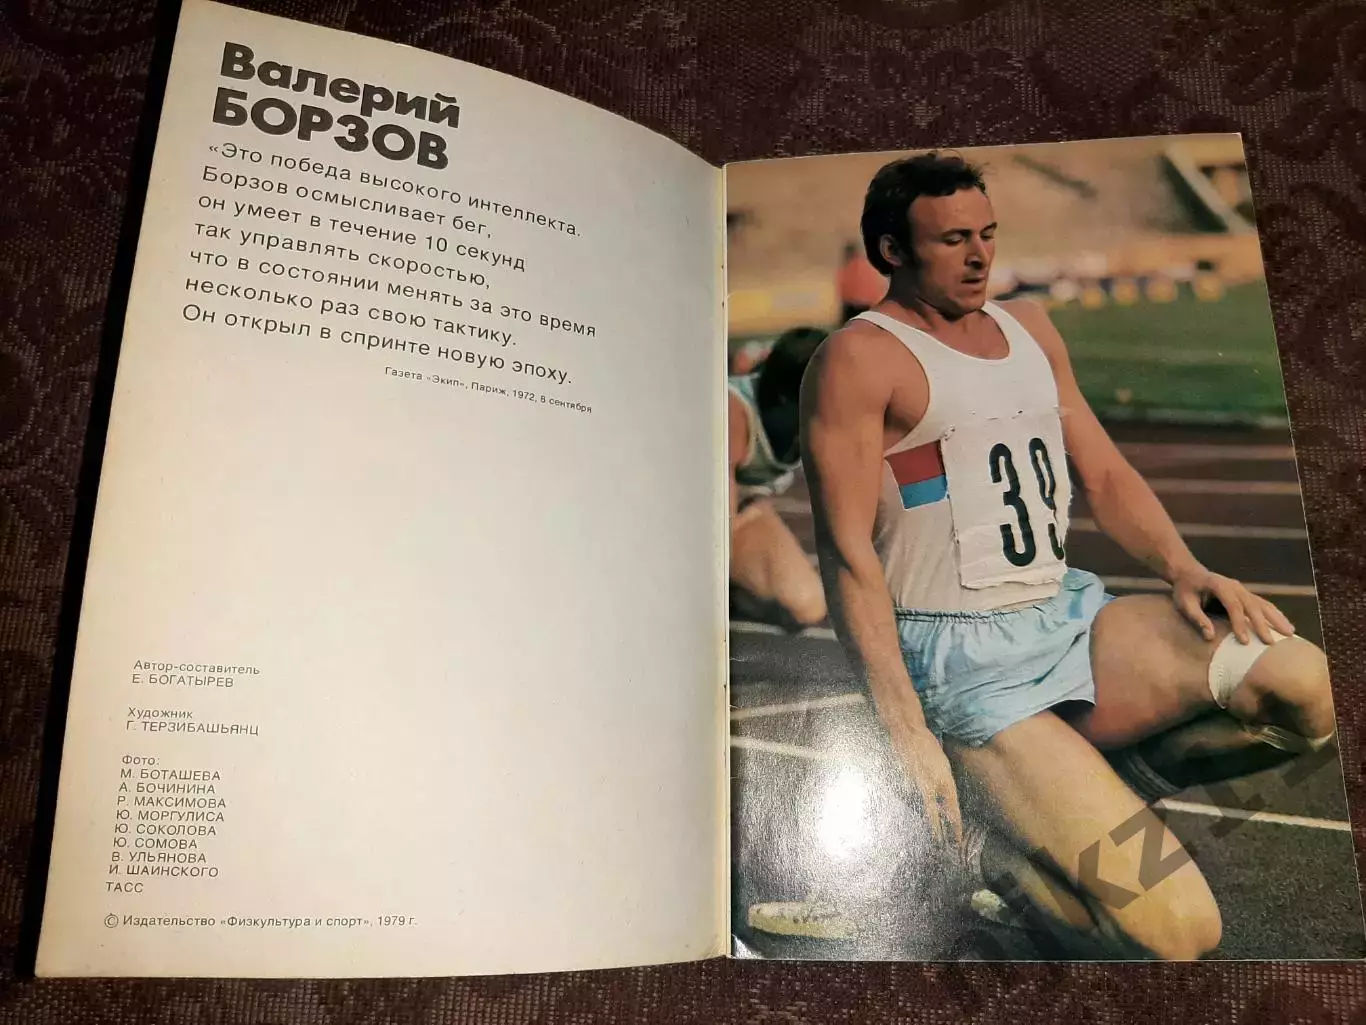 Валерий
БОРЗОВ
«Это победа высокого интеллекта.
Борзов осмысливает бег,
он умеет в течение 10 секунд
так управлять скоростью,
что в состоянии менять за это время
несколько раз свою тактику.
Он открыл в спринте новую эпоху.
Газета «Экип», Париж, 1972, 8 сентября
Автор-составитель
Е. БОГАТЫРЕВ
Художник
Г. ТЕРЗИБАШЬЯНЦ
Фото:
М. БОТАШЕВА
А. БОЧИНИНА
Р. МАКСИМОВА
Ю. МОРГУЛИСА
Ю. СОКОЛОВА
Ю. СОМОВА
В. УЛЬЯНОВА
И. ШАИНСКОГО
ТАСС
© Издательство «Физкультура и спорт», 1979 г.
39